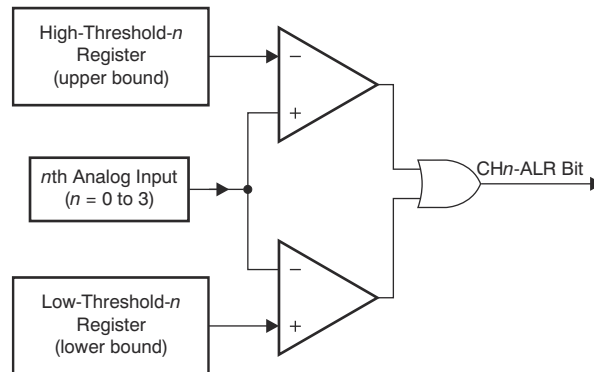 High-Threshold-n
Register
(upper bound)
−
+
nth Analog Input
(n = 0 to 3)
CHn-ALR Bit
−
+
Low-Threshold-n
Register
(lower bound)